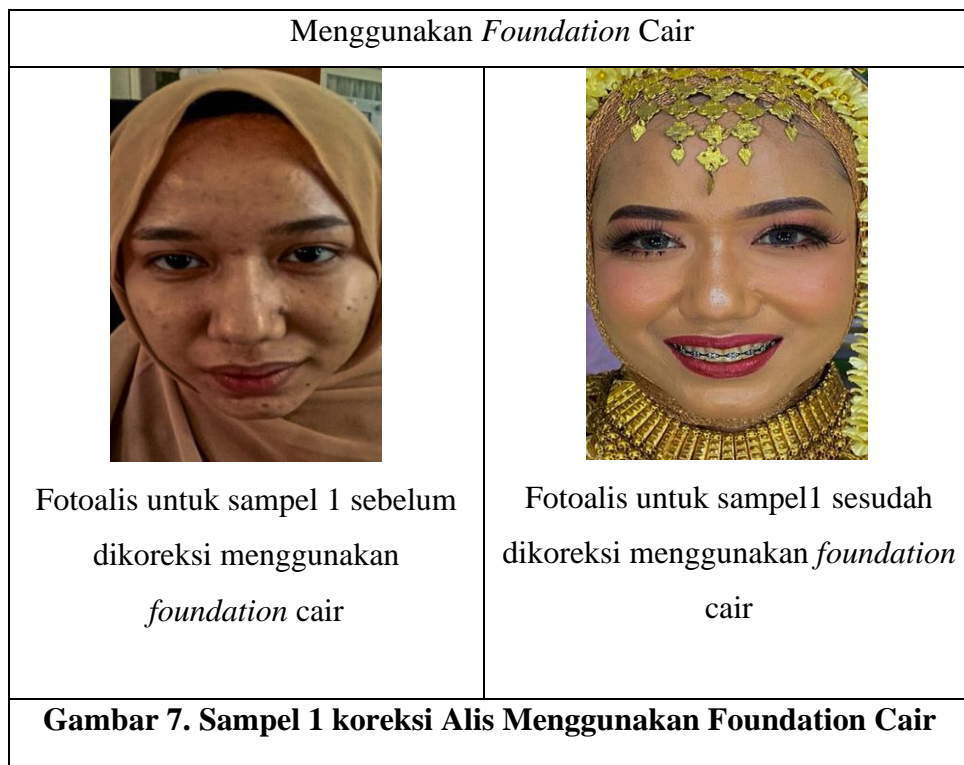 Menggunakan Foundation Cair
Fotoalis untuk sampel 1 sebelum
dikoreksi menggunakan
foundation cair
Fotoalis untuk sampel1 sesudah
dikoreksi menggunakan foundation
cair
Gambar 7. Sampel 1 koreksi Alis Menggunakan Foundation Cair